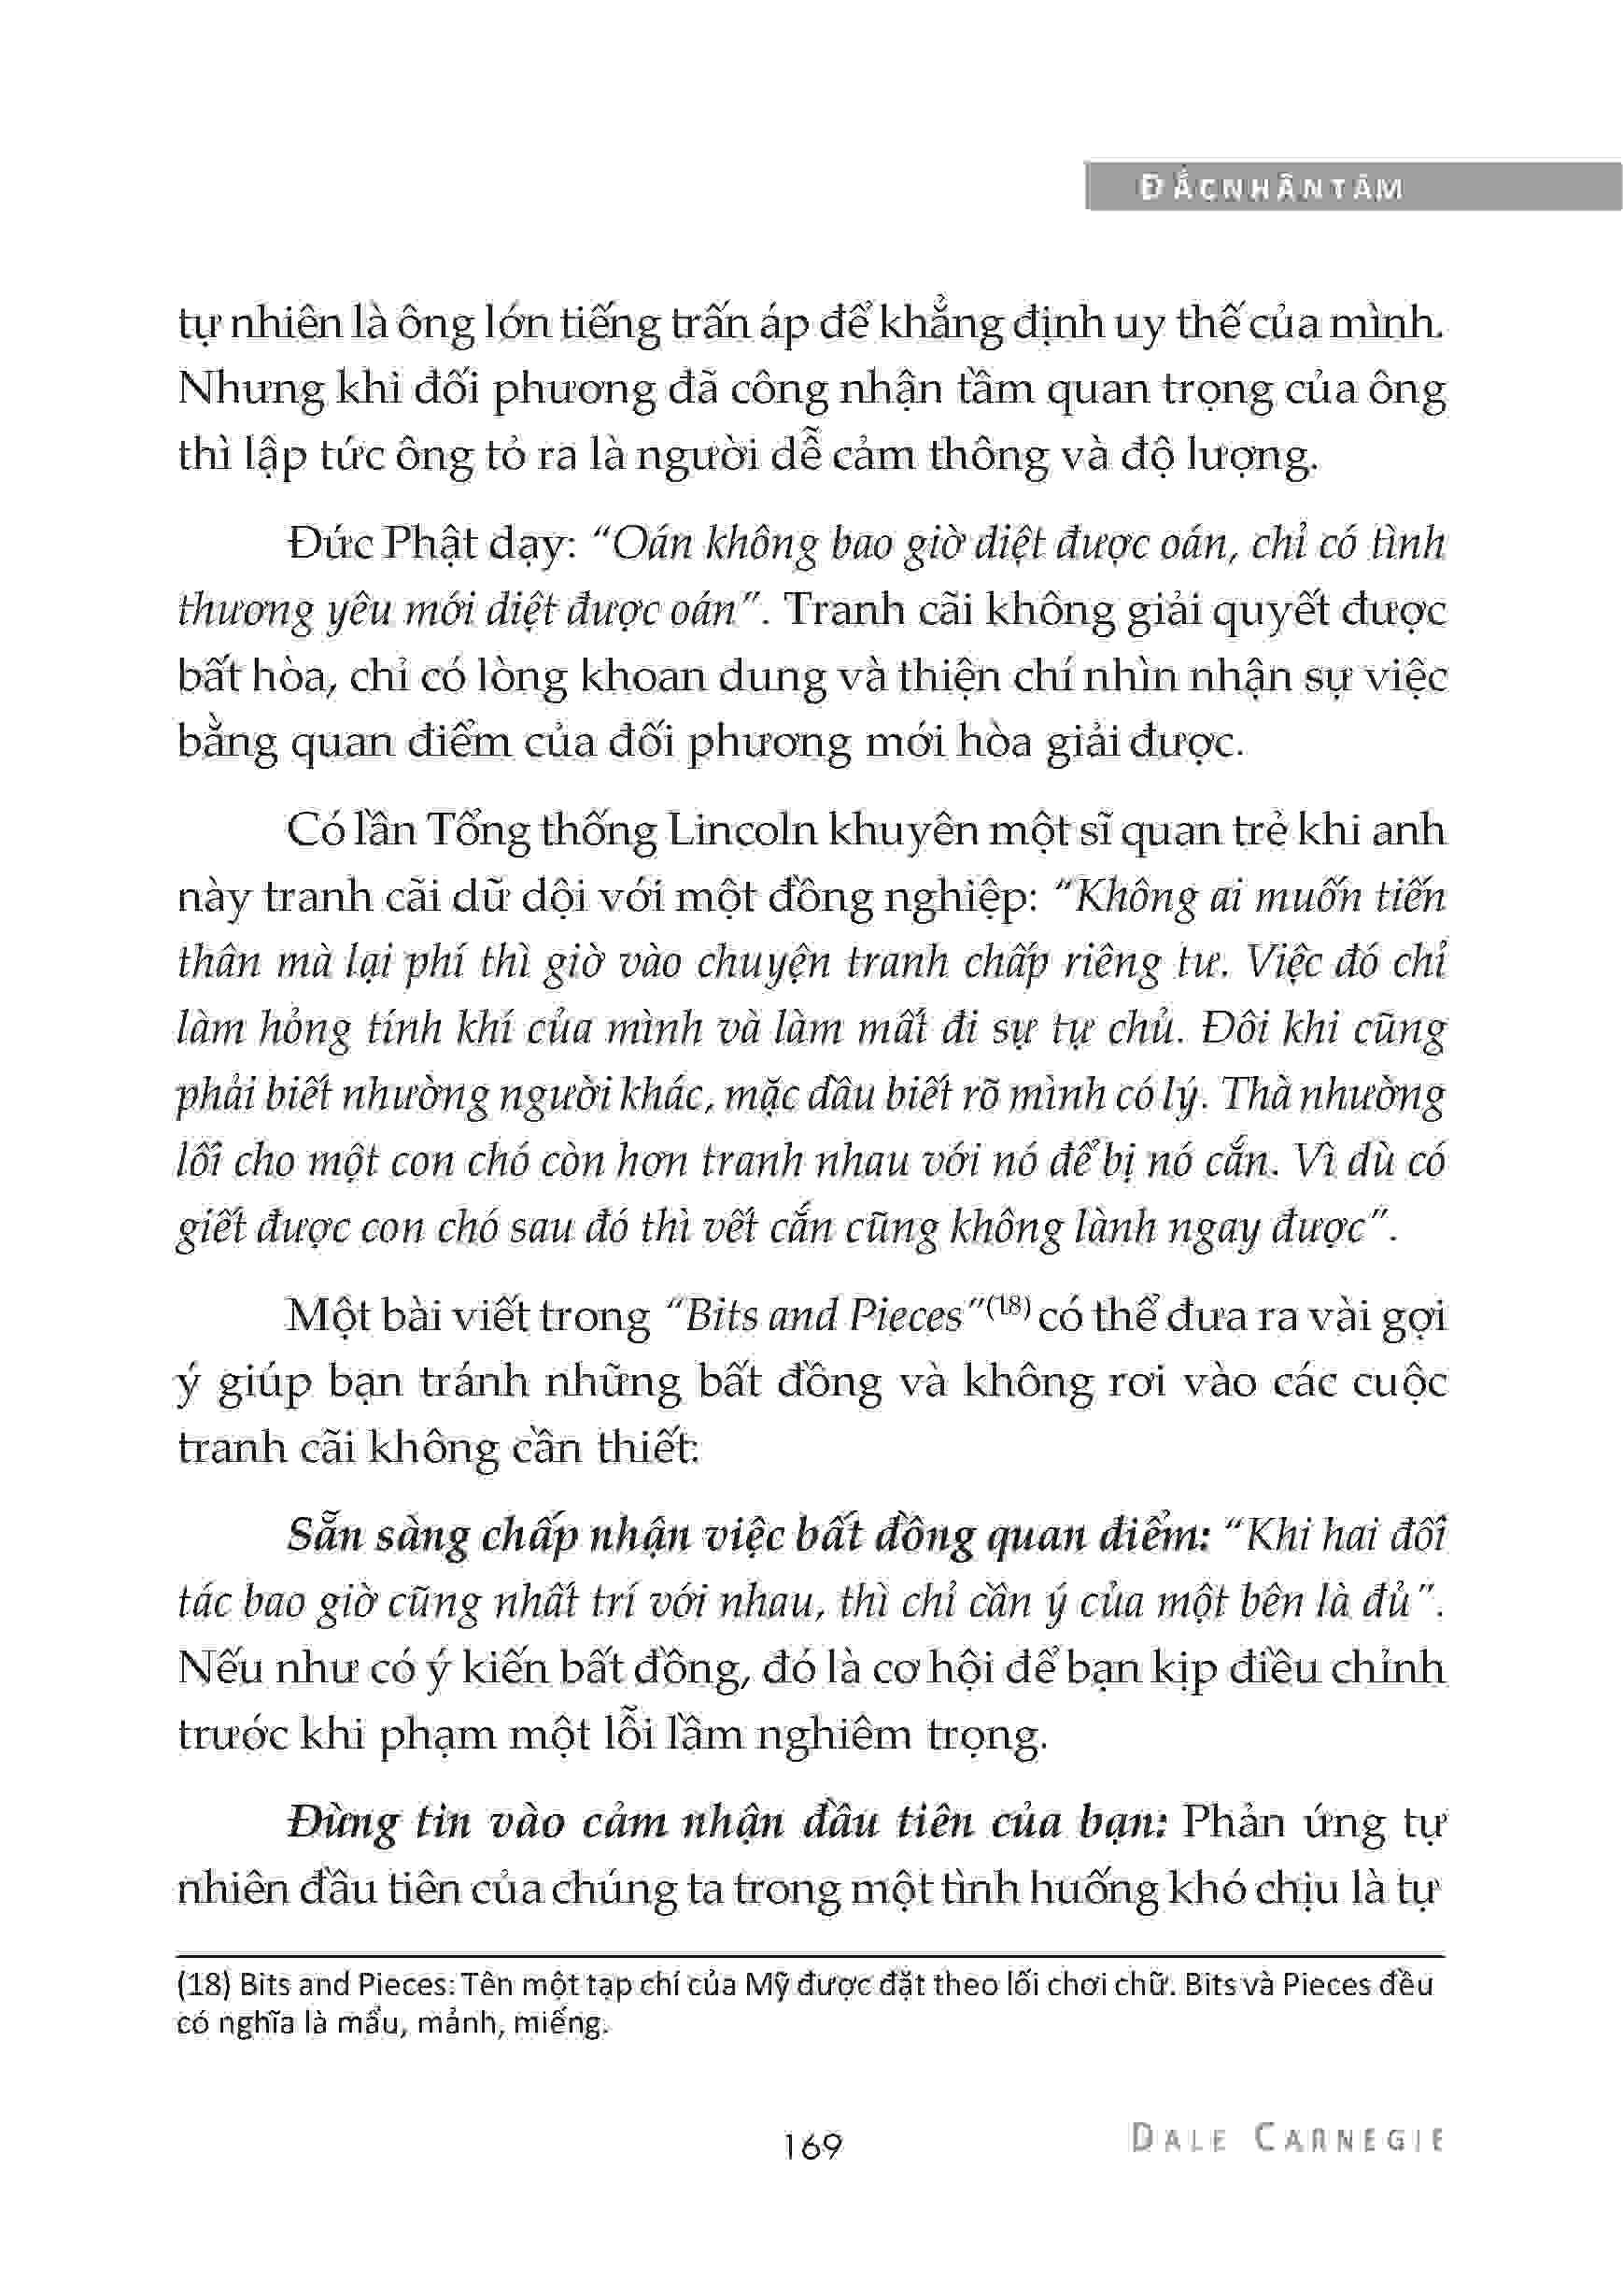 ĐẮCNHÂNTÂM
tự nhiên là ông lớn tiếng trấn áp để khẳng định uy thế của mình.
Nhưng khi đối phương đã công nhận tầm quan trọng của ông
thì lập tức ông tỏ ra là người dễ cảm thông và độ lượng.
Đức Phật dạy: “Oán không bao giờ diệt được oán, chỉ có tình
thương yêu mới diệt được oán”. Tranh cãi không giải quyết được
bất hòa, chỉ có lòng khoan dung và thiện chí nhìn nhận sự việc
bằng quan điểm của đối phương mới hòa giải được.
Có lần Tổng thống Lincoln khuyên một sĩ quan trẻ khi anh
này tranh cãi dữ dội với một đồng nghiệp: “Không ai muốn tiến
thân mà lại phí thì giờ vào chuyện tranh chấp riêng tư. Việc đó chỉ
làm hỏng tính khí của mình và làm mất đi sự tự chủ. Đôi khi cũng
phải biết nhường người khác, mặc dầu biết rõ mình có lý. Thà nhường
lối cho một con chó còn hơn tranh nhau với nó để bị nó cắn. Vì dù có
giết được con chó sau đó thì vết cắn cũng không lành ngay được”.
Một bài viết trong “Bits and Pieces”(18) có thể đưa ra vài gợi
ý giúp bạn tránh những bất đồng và không rơi vào các cuộc
tranh cãi không cần thiết:
Sẵn sàng chấp nhận việc bất đồng quan điểm: “Khi hai đối
tác bao giờ cũng nhất trí với nhau, thì chỉ cần ý của một bên là đủ”.
Nếu như có ý kiến bất đồng, đó là cơ hội để bạn kịp điều chỉnh
trước khi phạm một lỗi lầm nghiêm trọng.
Đừng tin vào cảm nhận đầu tiên của bạn: Phản ứng tự
nhiên đầu tiên của chúng ta trong một tình huống khó chịu là tự
(18) Bits and Pieces: Tên một tạp chí của Mỹ được đặt theo lối chơi chữ. Bits và Pieces đều
có nghĩa là mẩu, mảnh, miếng.
169
DALE CARNEGIE